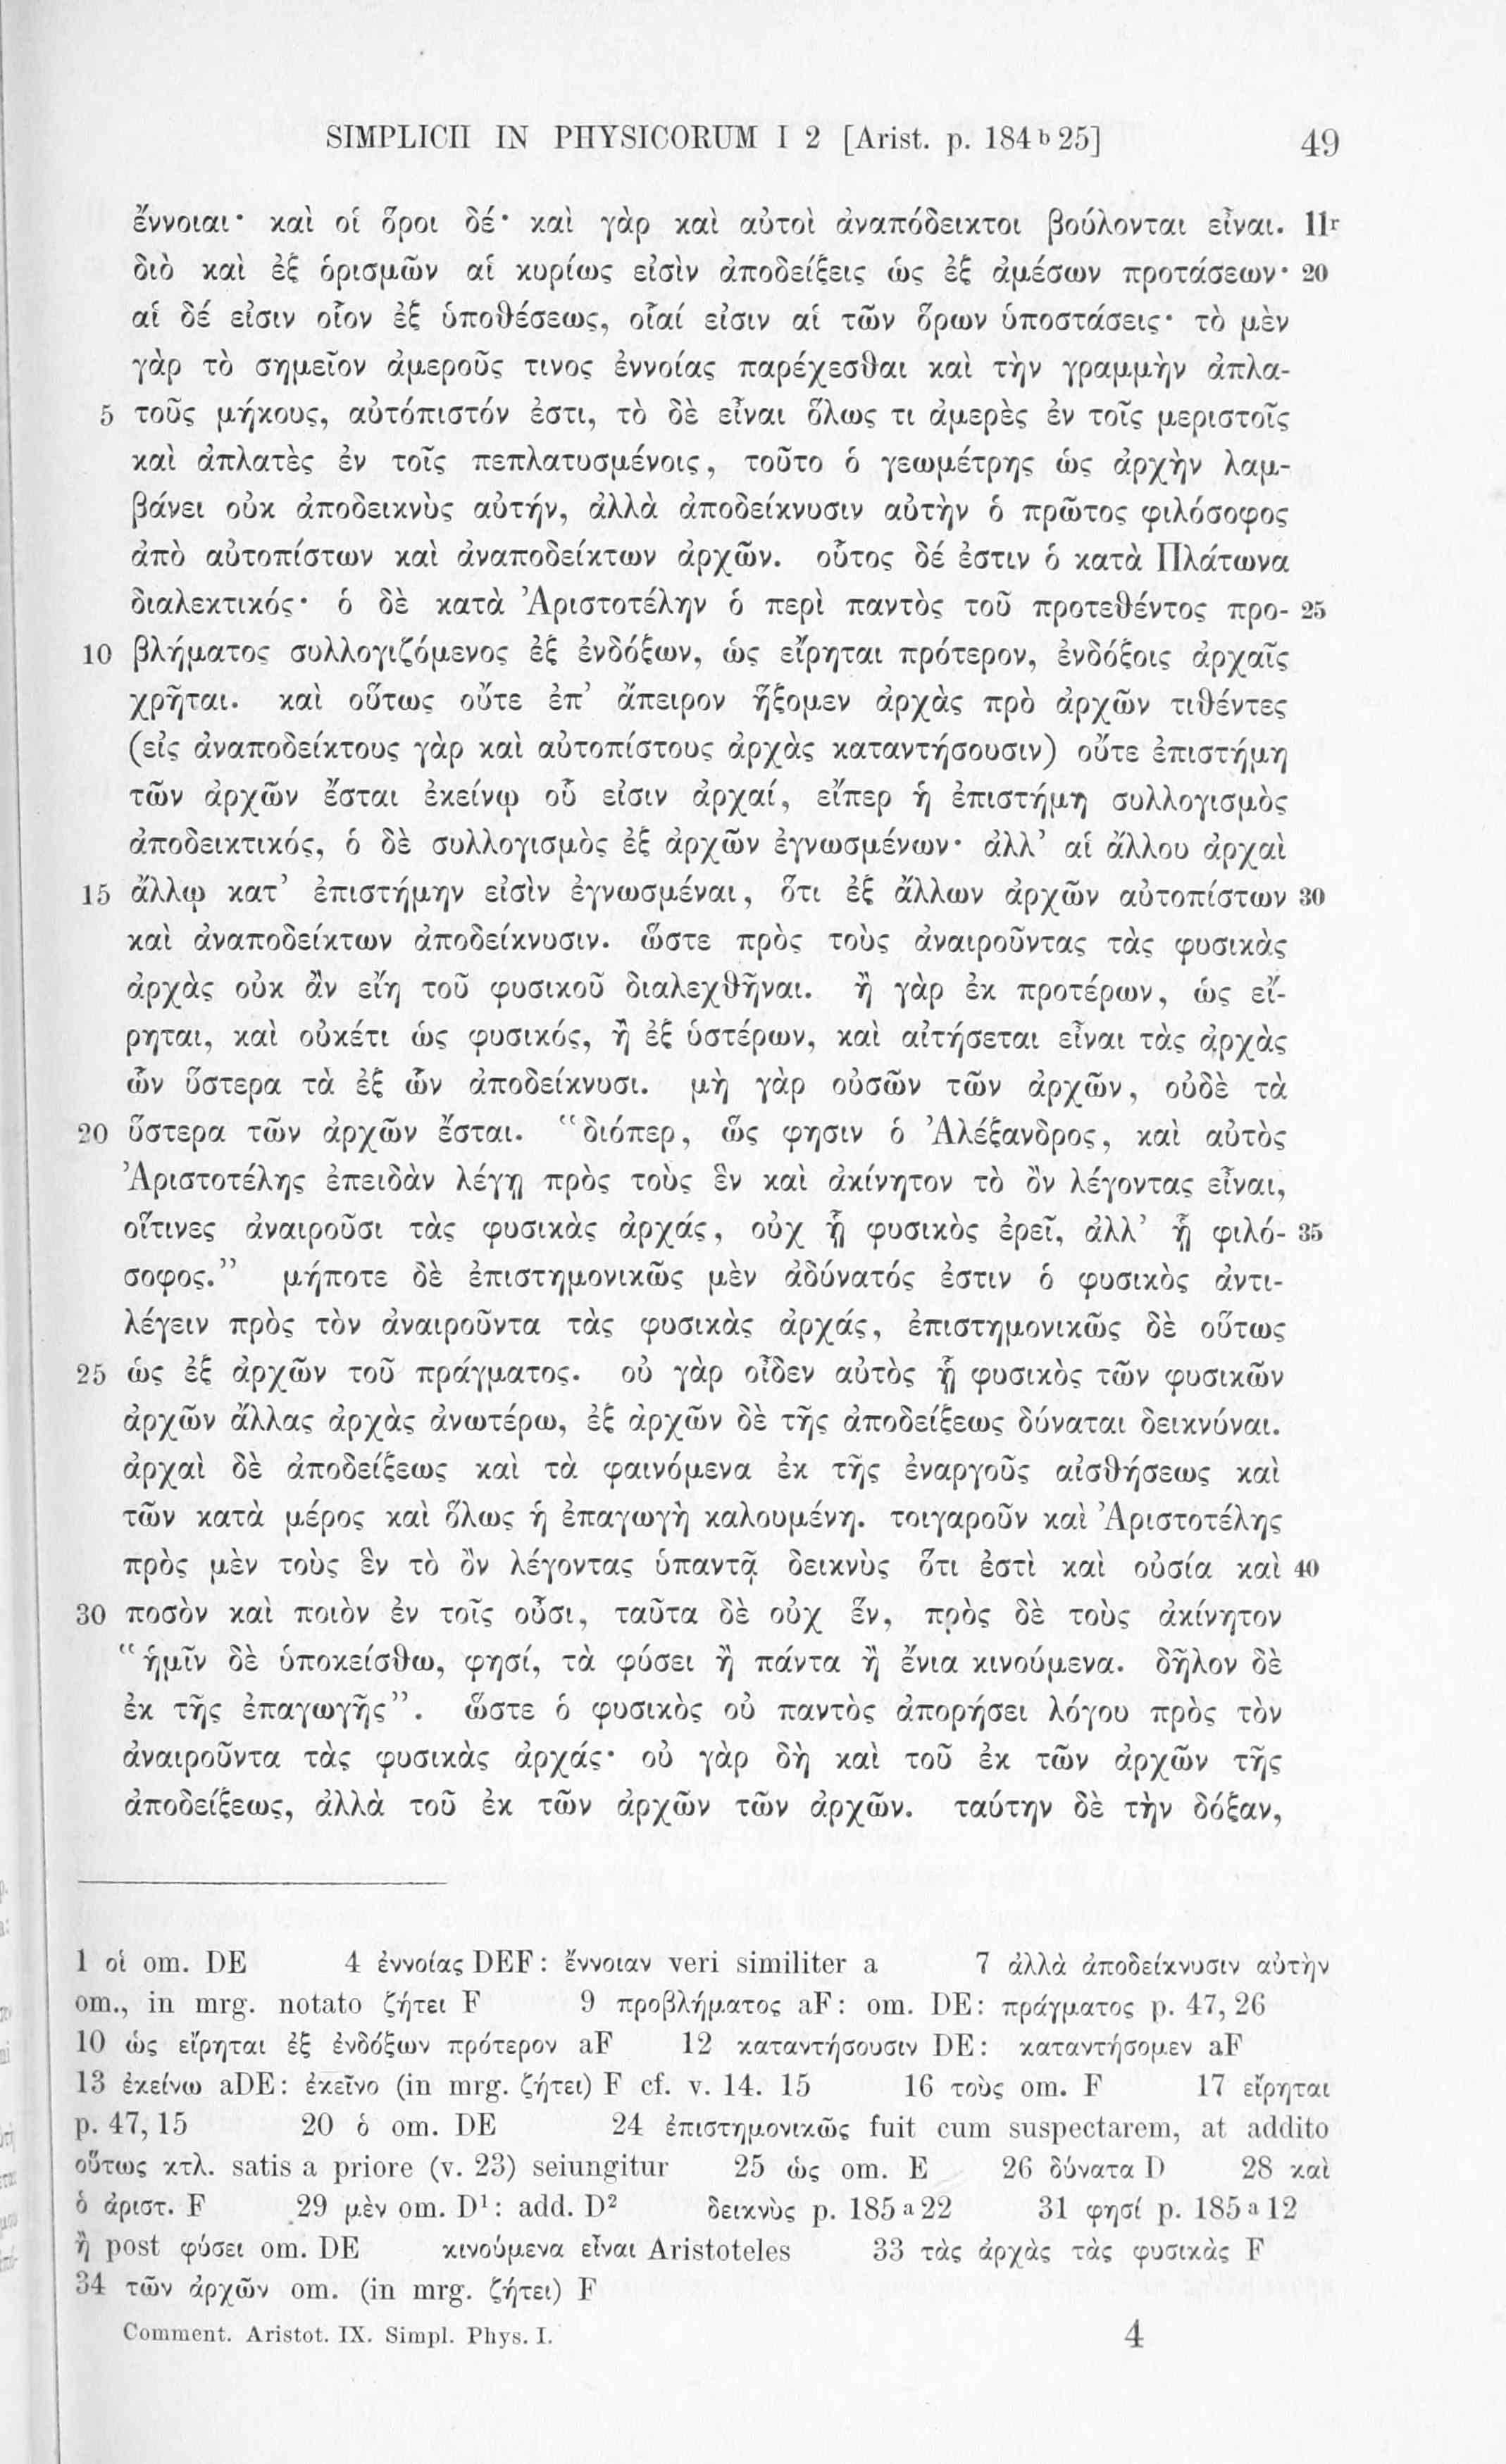 SIMPLICII IN PHYSICORUM I 2 [Arist. p. 184 b 25] 49
ἔννοιαι· καὶ οἱ ὅροι δέ· καὶ γὰρ καὶ αὐτοὶ ἀναπόδεικτοι βούλονται εἶναι. 11r
διὸ καὶ ἐξ ὁρισμῶν αἱ κυρίως εἰσὶν ἀποδείξεις ὡς ἐξ ἀμέσων προτάσεων· 20
αἱ δέ εἰσιν οἷον ἐξ ὑποθέσεως, οἷαί εἰσιν αἱ τῶν ὅρων ὑποστάσεις· τὸ μὲν
γὰρ τὸ σημεῖον ἀμεροῦς τινος ἐννοίας παρέχεσθαι καὶ τὴν γραμμὴν ἀπλα-
5 τοῦς μήκους, αὐτόπιστόν ἐστι, τὸ δὲ εἶναι ὅλως τι ἀμερὲς ἐν τοῖς μεριστοῖς
καὶ ἀπλατὲς ἐν τοῖς πεπλατυσμένοις, τοῦτο ὁ γεωμέτρης ὡς ἀρχὴν λαμ-
βάνει οὐκ ἀποδεικνὺς αὐτήν, ἀλλὰ ἀποδείκνυσιν αὐτὴν ὁ πρῶτος φιλόσοφος
ἀπὸ αὐτοπίστων καὶ ἀναποδείκτων ἀρχῶν. οὗτος δέ ἐστιν ὁ κατὰ Πλάτωνα
διαλεκτικός· ὁ δὲ κατὰ Ἀριστοτέλην ὁ περὶ παντὸς τοῦ προτεθέντος προ- 25
10 βλήματος συλλογιζόμενος ἐξ ἐνδόξων, ὡς εἴρηται πρότερον, ἐνδόξοις ἀρχαῖς
χρῆται. καὶ οὕτως οὔτε ἐπ’ ἄπειρον ἥξομεν ἀρχὰς πρὸ ἀρχῶν τιθέντες
(εἰς ἀναποδείκτους γὰρ καὶ αὐτοπίστους ἀρχὰς καταντήσουσιν) οὔτε ἐπιστήμη
τῶν ἀρχῶν ἔσται ἐκείνῳ οὗ εἰσιν ἀρχαί, εἴπερ ἡ ἐπιστήμη συλλογισμὸς
ἀποδεικτικός, ὁ δὲ συλλογισμὸς ἐξ ἀρχῶν ἐγνωσμένων· ἀλλ’ αἱ ἄλλου ἀρχαὶ
15 ἄλλῳ κατ’ ἐπιστήμην εἰσὶν ἐγνωσμέναι, ὅτι ἐξ ἄλλων ἀρχῶν αὐτοπίστων 30
καὶ ἀναποδείκτων ἀποδείκνυσιν. ὥστε πρὸς τοὺς ἀναιροῦντας τὰς φυσικὰς
ἀρχὰς οὐκ ἂν εἴη τοῦ φυσικοῦ διαλεχθῆναι. ἢ γὰρ ἐκ προτέρων, ὡς εἴ-
ρηται, καὶ οὐκέτι ὡς φυσικός, ἢ ἐξ ὑστέρων, καὶ αἰτήσεται εἶναι τὰς ἀρχὰς
ὧν ὕστερα τὰ ἐξ ὧν ἀποδείκνυσι. μὴ γὰρ οὐσῶν τῶν ἀρχῶν, οὐδὲ τὰ
20 ὕστερα τῶν ἀρχῶν ἔσται. “διόπερ, ὥς φησιν ὁ Ἀλέξανδρος, καὶ αὐτὸς
Ἀριστοτέλης ἐπειδὰν λέγῃ πρὸς τοὺς ἓν καὶ ἀκίνητον τὸ ὂν λέγοντας εἶναι,
οἵτινες ἀναιροῦσι τὰς φυσικὰς ἀρχάς, οὐχ ᾗ φυσικὸς ἐρεῖ, ἀλλ’ ᾗ φιλό- 35
σοφος.” μήποτε δὲ ἐπιστημονικῶς μὲν ἀδύνατός ἐστιν ὁ φυσικὸς ἀντι-
λέγειν πρὸς τὸν ἀναιροῦντα τὰς φυσικὰς ἀρχάς, ἐπιστημονικῶς δὲ οὕτως
25 ὡς ἐξ ἀρχῶν τοῦ πράγματος. οὐ γὰρ οἶδεν αὐτὸς ᾗ φυσικὸς τῶν φυσικῶν
ἀρχῶν ἄλλας ἀρχὰς ἀνωτέρω, ἐξ ἀρχῶν δὲ τῆς ἀποδείξεως δύναται δεικνύναι.
ἀρχαὶ δὲ ἀποδείξεως καὶ τὰ φαινόμενα ἐκ τῆς ἐναργοῦς αἰσθήσεως καὶ
τῶν κατὰ μέρος καὶ ὅλως ἡ ἐπαγωγὴ καλουμένη. τοιγαροῦν καὶ Ἀριστοτέλης
πρὸς μὲν τοὺς ἓν τὸ ὂν λέγοντας ὑπαντᾷ δεικνὺς ὅτι ἐστὶ καὶ οὐσία καὶ 40
30 ποσὸν καὶ ποιὸν ἐν τοῖς οὖσι, ταῦτα δὲ οὐχ ἕν, πρὸς δὲ τοὺς ἀκίνητον
“ἡμῖν δὲ ὑποκείσθω, φησί, τὰ φύσει ἢ πάντα ἢ ἔνια κινούμενα. δῆλον δὲ
ἐκ τῆς ἐπαγωγῆς”. ὥστε ὁ φυσικὸς οὐ παντὸς ἀπορήσει λόγου πρὸς τὸν
ἀναιροῦντα τὰς φυσικὰς ἀρχάς· οὐ γὰρ δὴ καὶ τοῦ ἐκ τῶν ἀρχῶν τῆς
ἀποδείξεως, ἀλλὰ τοῦ ἐκ τῶν ἀρχῶν τῶν ἀρχῶν. ταύτην δὲ τὴν δόξαν,
1 οἱ om. DE 4 ἐννοίας DEF: ἔννοιαν veri similiter a 7 ἀλλὰ ἀποδείκνυσιν αὐτὴν
om., in mrg. notato ζήτει F 9 προβλήματος aF: om. DE: πράγματος p. 47, 26
10 ὡς εἴρηται ἐξ ἐνδόξων πρότερον aF 12 καταντήσουσιν DE: καταντήσομεν aF
13 ἐκείνω aDE: ἐκεῖνο (in mrg. ζήτει) F cf. v. 14. 15 16 τοὺς om. F 17 εἴρηται
p. 47, 15 20 ὁ om. DE 24 ἐπιστημονικῶς fuit cum suspectarem, at addito
οὕτως κτλ. satis a priore (v. 23) seiungitur 25 ὡς om. E 26 δύνατα D 28 καὶ
ὁ ἀριστ. F 29 μὲν om. D¹: add. D² δεικνὺς p. 185 a 22 31 φησί p. 185 a 12
ἢ post φύσει om. DE κινούμενα εἶναι Aristoteles 33 τὰς ἀρχὰς τὰς φυσικὰς F
34 τῶν ἀρχῶν om. (in mrg. ζήτει) F
Comment. Aristot. IX. Simpl. Phys. I. 4